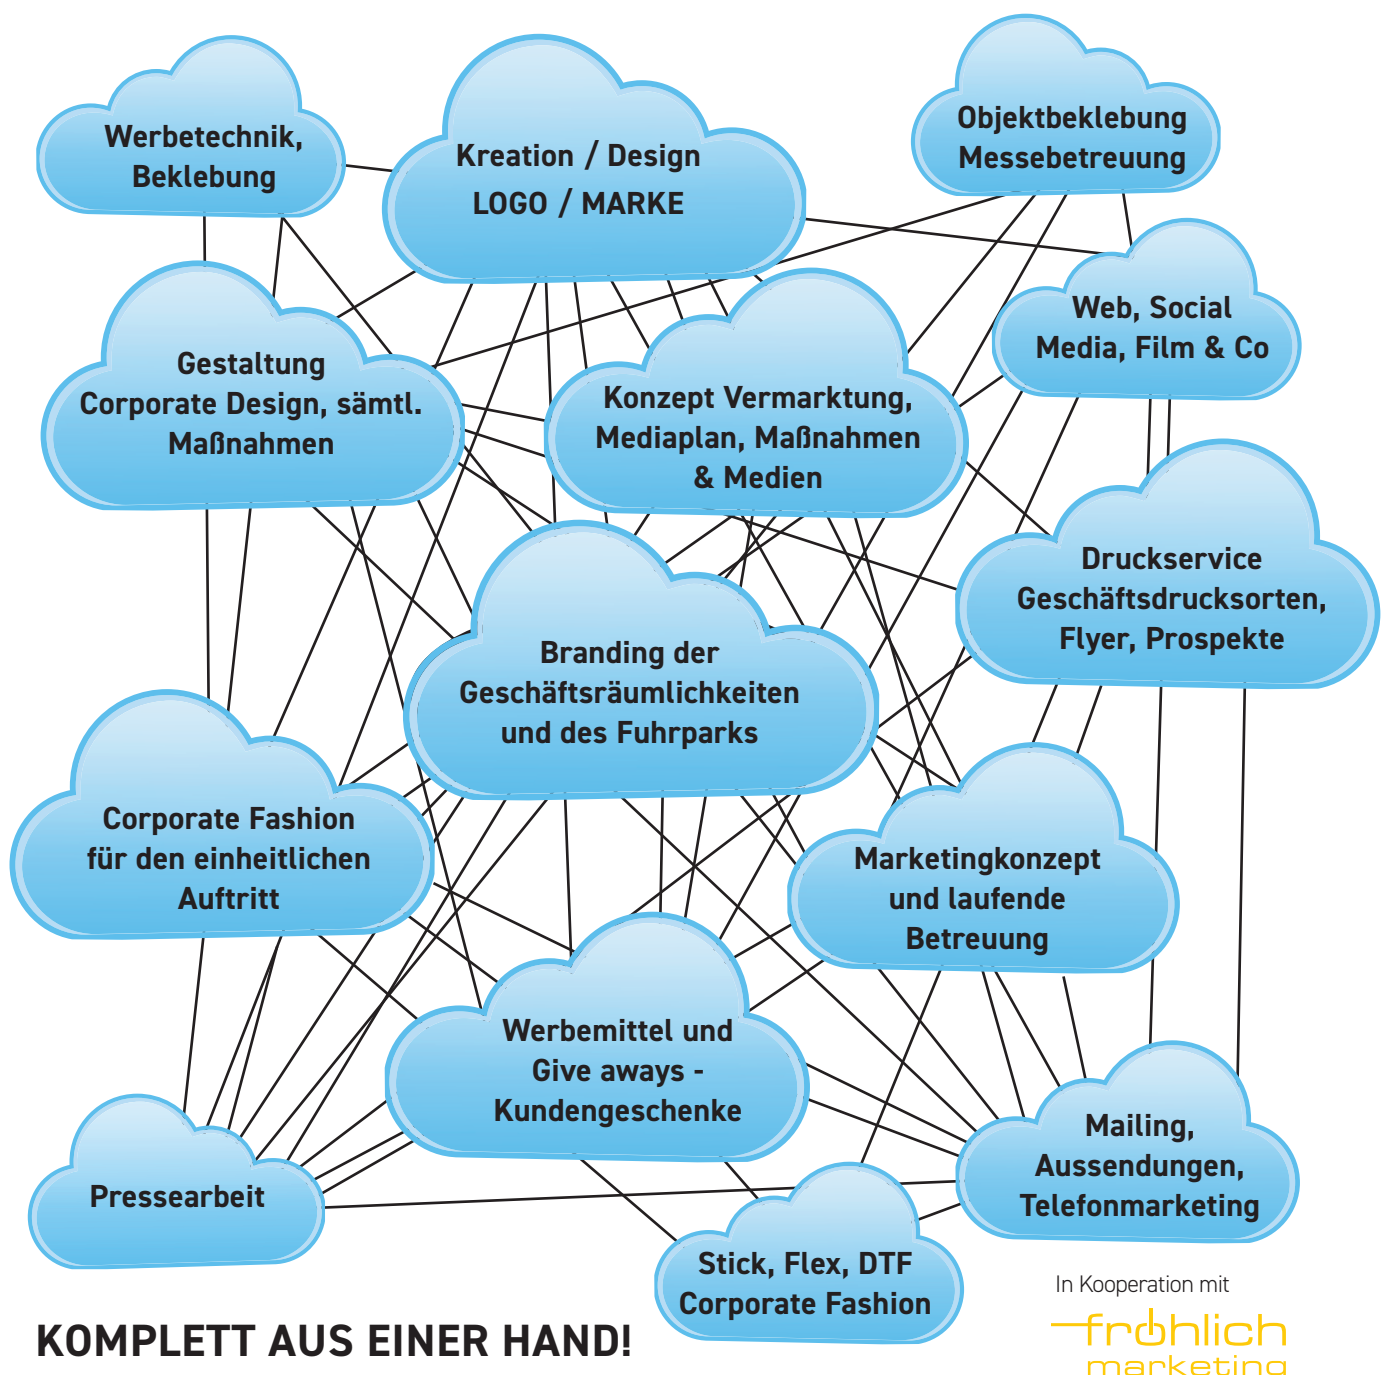 Werbetechnik,
Beklebung
Kreation / Design
LOGO / MARKE
Objektbeklebung
Messebetreuung
Web, Social
Media, Film & Co
Gestaltung
Corporate Design, sämtl.
Maßnahmen
Konzept Vermarktung,
Mediaplan, Maßnahmen
& Medien
Druckservice
Geschäftsdrucksorten,
Flyer, Prospekte
Branding der
Geschäftsräumlichkeiten
und des Fuhrparks
Corporate Fashion
für den einheitlichen
Auftritt
Marketingkonzept
und laufende
Betreuung
Werbemittel und
Give aways -
Kundengeschenke
Mailing,
Aussendungen,
Telefonmarketing
Pressearbeit
Stick, Flex, DTF
Corporate Fashion
KOMPLETT AUS EINER HAND!
In Kooperation mit
fröhlich
marketing